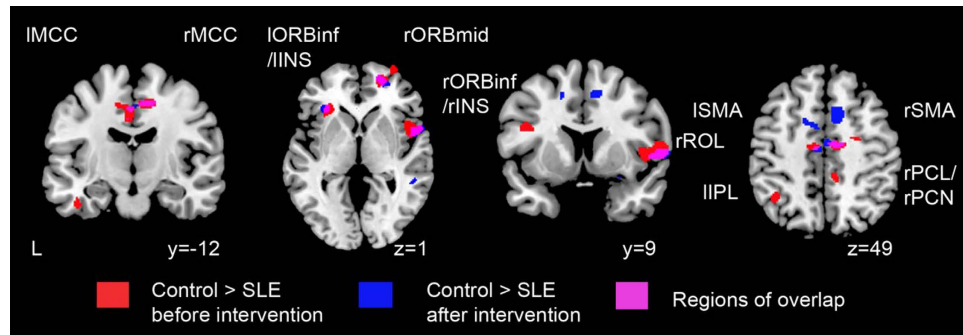 lMCC
rMCC
lORBinf
/lINS
rORBmid
rORBinf
/rINS
lSMA
rSMA
rROL
lIPL
rPCL/
rPCN
L
y=-12
z=1
y=9
z=49
Control > SLE
before intervention
Control > SLE
after intervention
Regions of overlap